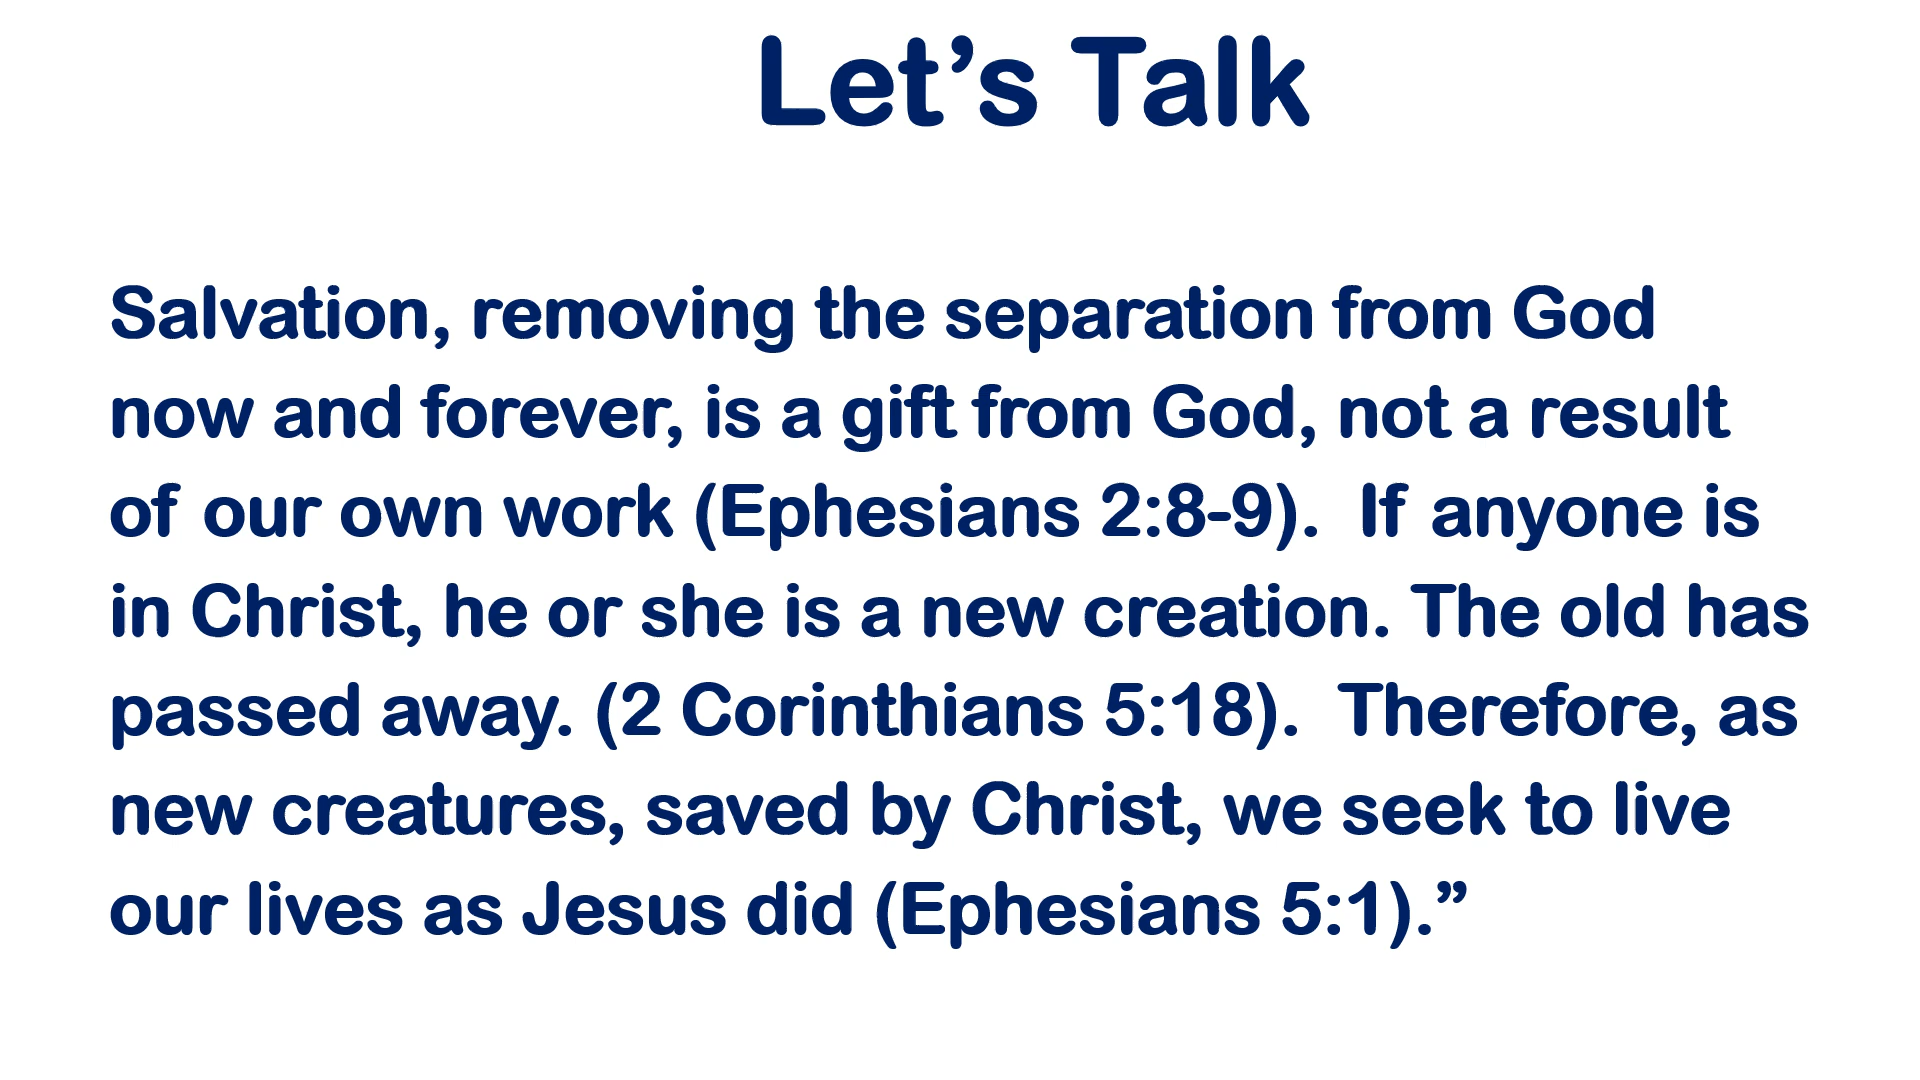 Let’s Talk
Salvation, removing the separation from God
now and forever, is a gift from God, not a result
of our own work (Ephesians 2:8-9).  If anyone is
in Christ, he or she is a new creation. The old has
passed away. (2 Corinthians 5:18).  Therefore, as
new creatures, saved by Christ, we seek to live
our lives as Jesus did (Ephesians 5:1).”